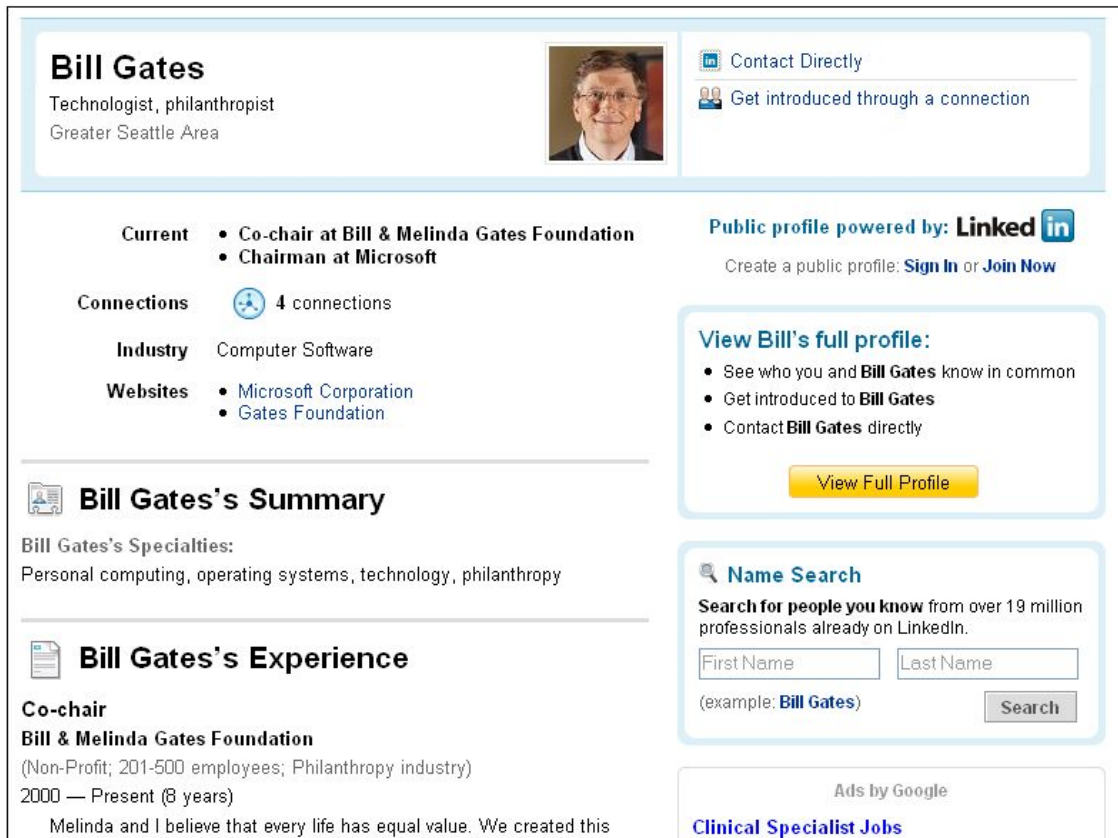 Bill Gates
Technologist, philanthropist
Greater Seattle Area
in Contact Directly
Get introduced through a connection
Current
• Co-chair at Bill & Melinda Gates Foundation
• Chairman at Microsoft
Connections
4 connections
Industry
Computer Software
Websites
• Microsoft Corporation
• Gates Foundation
Bill Gates's Summary
Bill Gates's Specialties:
Personal computing, operating systems, technology, philanthropy
Bill Gates's Experience
Co-chair
Bill & Melinda Gates Foundation
(Non-Profit; 201-500 employees; Philanthropy industry)
2000 — Present (8 years)
Melinda and I believe that every life has equal value. We created this
Public profile powered by: Linked in
Create a public profile: Sign In or Join Now
View Bill's full profile:
• See who you and Bill Gates know in common
• Get introduced to Bill Gates
• Contact Bill Gates directly
View Full Profile
Name Search
Search for people you know from over 19 million
professionals already on LinkedIn.
First Name
Last Name
(example: Bill Gates)
Search
Ads by Google
Clinical Specialist Jobs